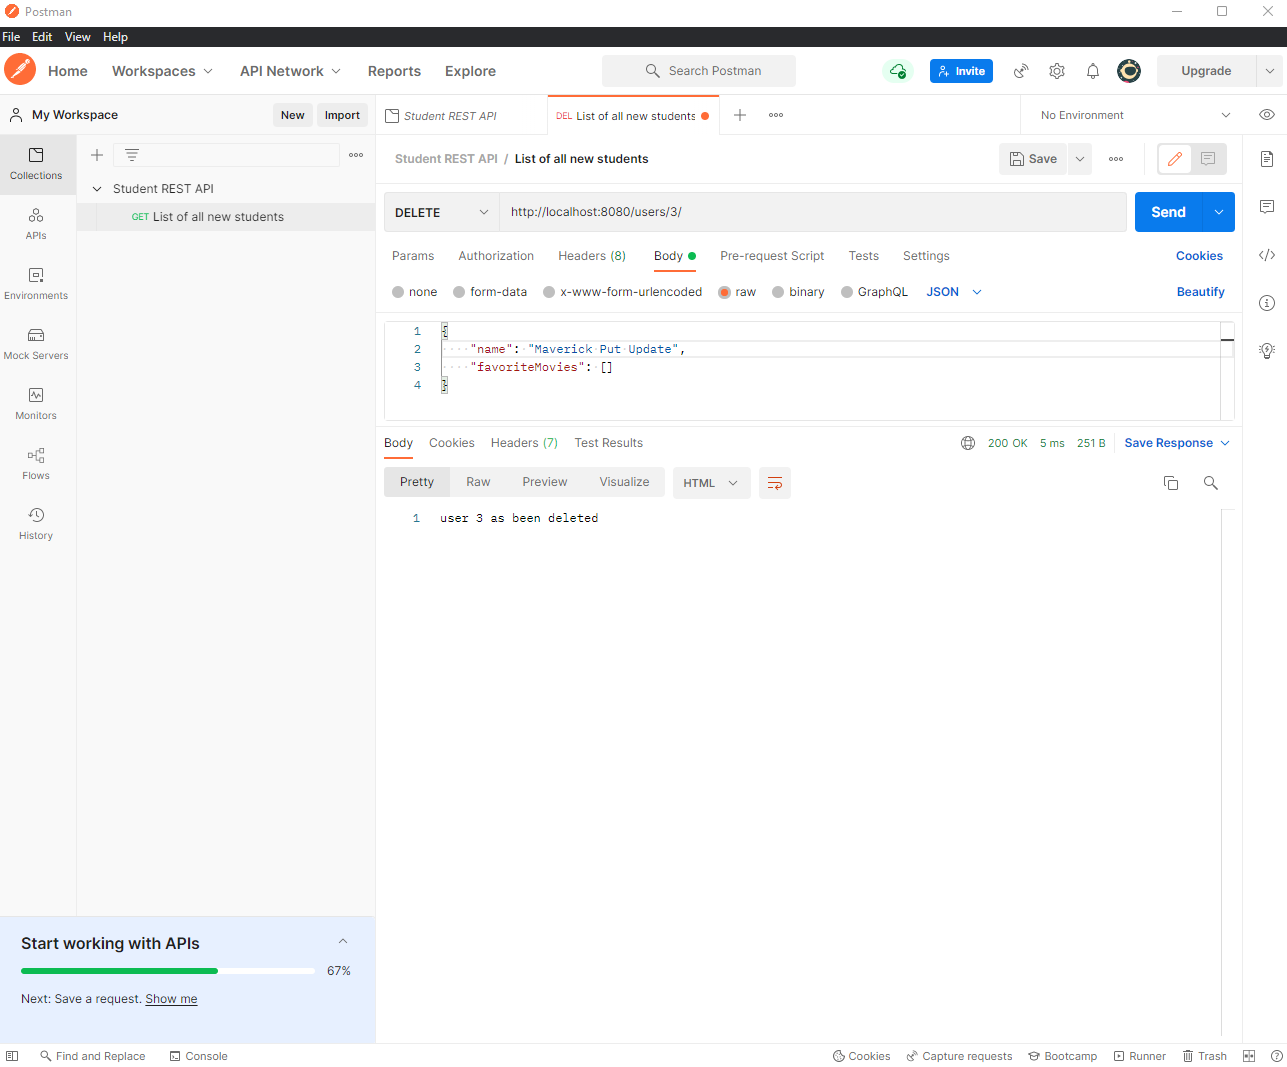 Postman
File Edit View Help
Home Workspaces API Network Reports Explore Search Postman Invite Upgrade
My Workspace New Import Student REST API DEL List of all new students No Environment
Collections
APIs
Environments
Mock Servers
Monitors
Flows
History
Student REST API
GET List of all new students
Student REST API / List of all new students Save
DELETE http://localhost:8080/users/3/ Send
Params Authorization Headers (8) Body Pre-request Script Tests Settings Cookies
none form-data x-www-form-urlencoded raw binary GraphQL JSON Beautify
1 {
2 "name": "Maverick Put Update",
3 "favoriteMovies": []
4 }
Body Cookies Headers (7) Test Results 200 OK 5 ms 251 B Save Response
Pretty Raw Preview Visualize HTML
1 user 3 as been deleted
Start working with APIs
67%
Next: Save a request. Show me
Find and Replace Console Cookies Capture requests Bootcamp Runner Trash